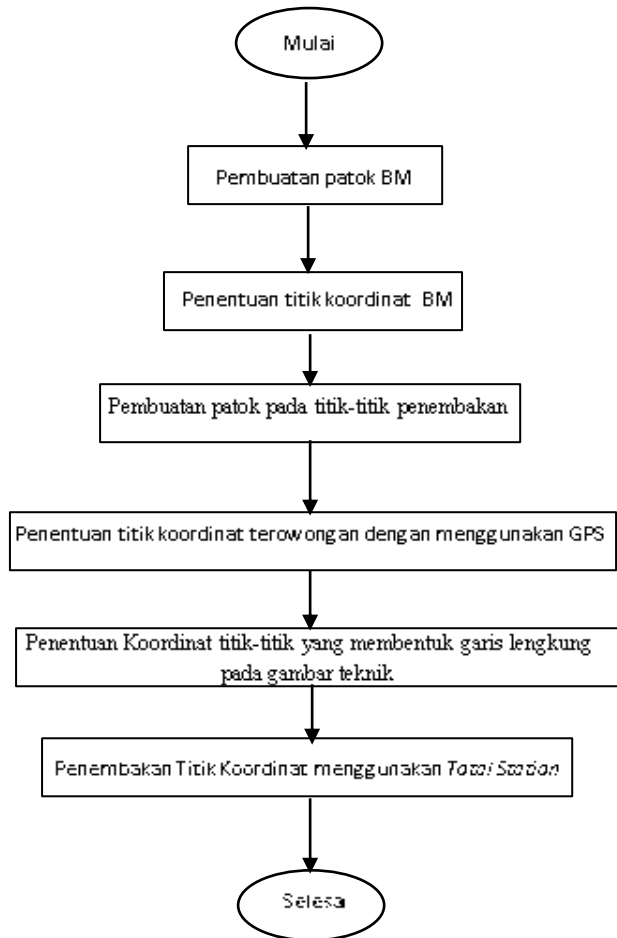 Mulai
Pembuatan patok BM
Penentuan titik koordinat BM
Pembuatan patok pada titik-titik penembakan
Penentuan titik koordinat terowongan dengan menggunakan GPS
Penentuan Koordinat titik-titik yang membentuk garis lengkung
pada gambar teknik
Penembakan Titik Koordinat menggunakan Total Station
Selesai